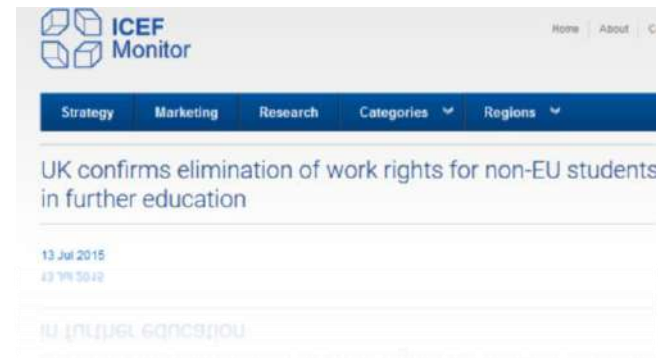 ICEF
Monitor
Home About C
Strategy Marketing Research Categories Regions
UK confirms elimination of work rights for non-EU students
in further education
13 Jul 2015